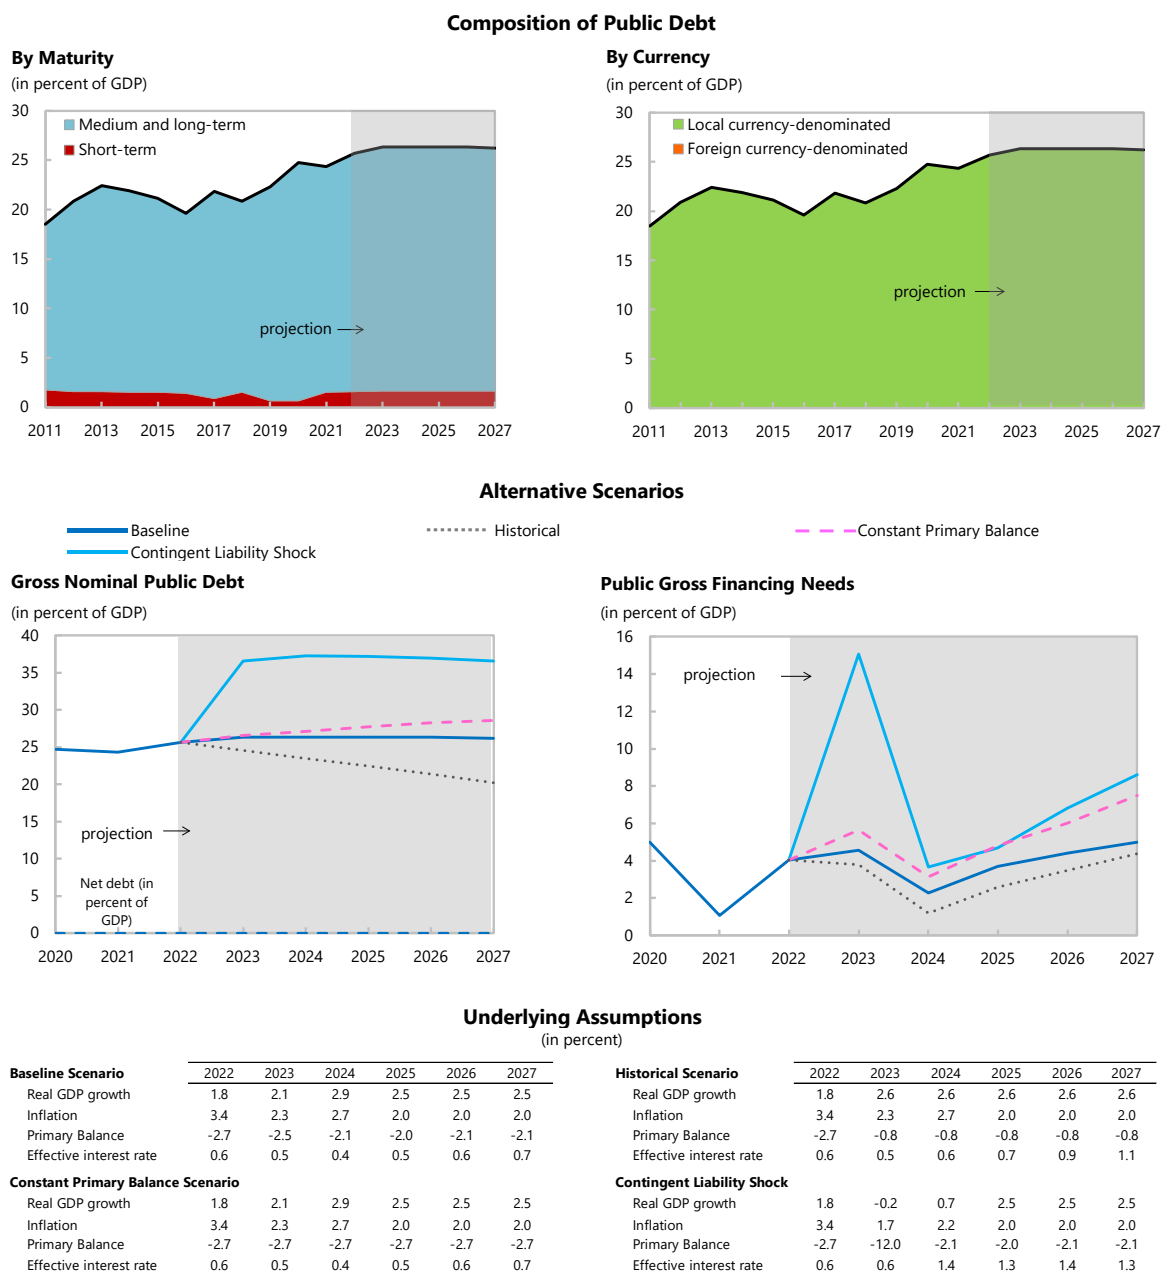 Composition of Public Debt
By Maturity
(in percent of GDP)
30
25
20
15
10
5
0
Medium and long-term
Short-term
projection
2011 2013 2015 2017 2019 2021 2023 2025 2027
By Currency
(in percent of GDP)
30
25
20
15
10
5
0
Local currency-denominated
Foreign currency-denominated
projection
2011 2013 2015 2017 2019 2021 2023 2025 2027
Alternative Scenarios
Baseline Historical Constant Primary Balance
Contingent Liability Shock
Gross Nominal Public Debt
(in percent of GDP)
40
35
30
25
20
15
10
5
0
projection
Net debt (in
percent of
GDP)
2020 2021 2022 2023 2024 2025 2026 2027
Public Gross Financing Needs
(in percent of GDP)
16
14
12
10
8
6
4
2
0
projection
2020 2021 2022 2023 2024 2025 2026 2027
Underlying Assumptions
(in percent)
Baseline Scenario 2022 2023 2024 2025 2026 2027
Real GDP growth 1.8 2.1 2.9 2.5 2.5 2.5
Inflation 3.4 2.3 2.7 2.0 2.0 2.0
Primary Balance -2.7 -2.5 -2.1 -2.0 -2.1 -2.1
Effective interest rate 0.6 0.5 0.4 0.5 0.6 0.7
Constant Primary Balance Scenario
Real GDP growth 1.8 2.1 2.9 2.5 2.5 2.5
Inflation 3.4 2.3 2.7 2.0 2.0 2.0
Primary Balance -2.7 -2.7 -2.7 -2.7 -2.7 -2.7
Effective interest rate 0.6 0.5 0.4 0.5 0.6 0.7
Historical Scenario 2022 2023 2024 2025 2026 2027
Real GDP growth 1.8 2.6 2.6 2.6 2.6 2.6
Inflation 3.4 2.3 2.7 2.0 2.0 2.0
Primary Balance -2.7 -0.8 -0.8 -0.8 -0.8 -0.8
Effective interest rate 0.6 0.5 0.6 0.7 0.9 1.1
Contingent Liability Shock
Real GDP growth 1.8 -0.2 0.7 2.5 2.5 2.5
Inflation 3.4 1.7 2.2 2.0 2.0 2.0
Primary Balance -2.7 -12.0 -2.1 -2.0 -2.1 -2.1
Effective interest rate 0.6 0.6 1.4 1.3 1.4 1.3